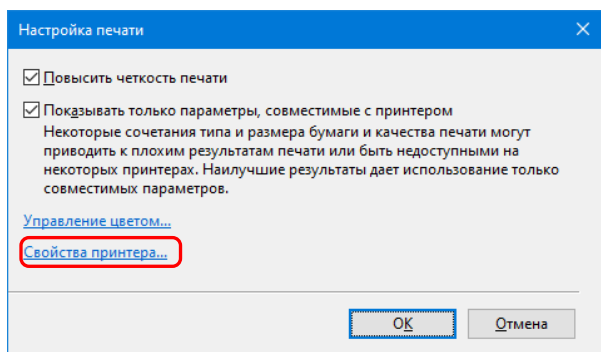 Настройка печати
Повысить четкость печати
Показывать только параметры, совместимые с принтером
Некоторые сочетания типа и размера бумаги и качества печати могут
приводить к плохим результатам печати или быть недоступными на
некоторых принтерах. Наилучшие результаты дает использование только
совместимых параметров.
Управление цветом...
Свойства принтера...
ОК Отмена